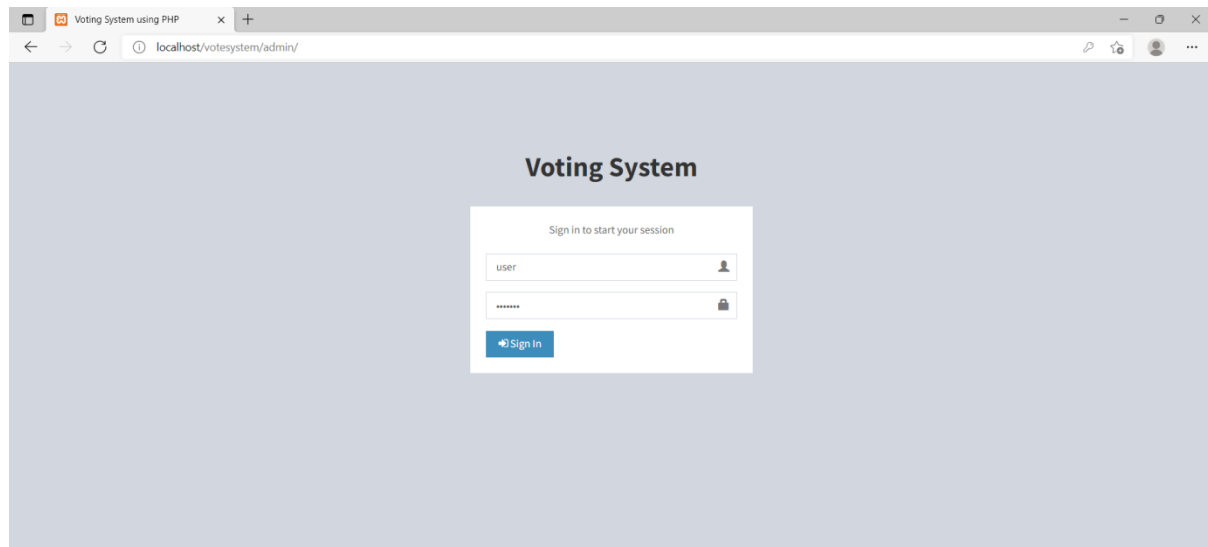 Voting System using PHP
localhost/votesystem/admin/
Voting System
Sign in to start your session
user
•••••••
Sign In